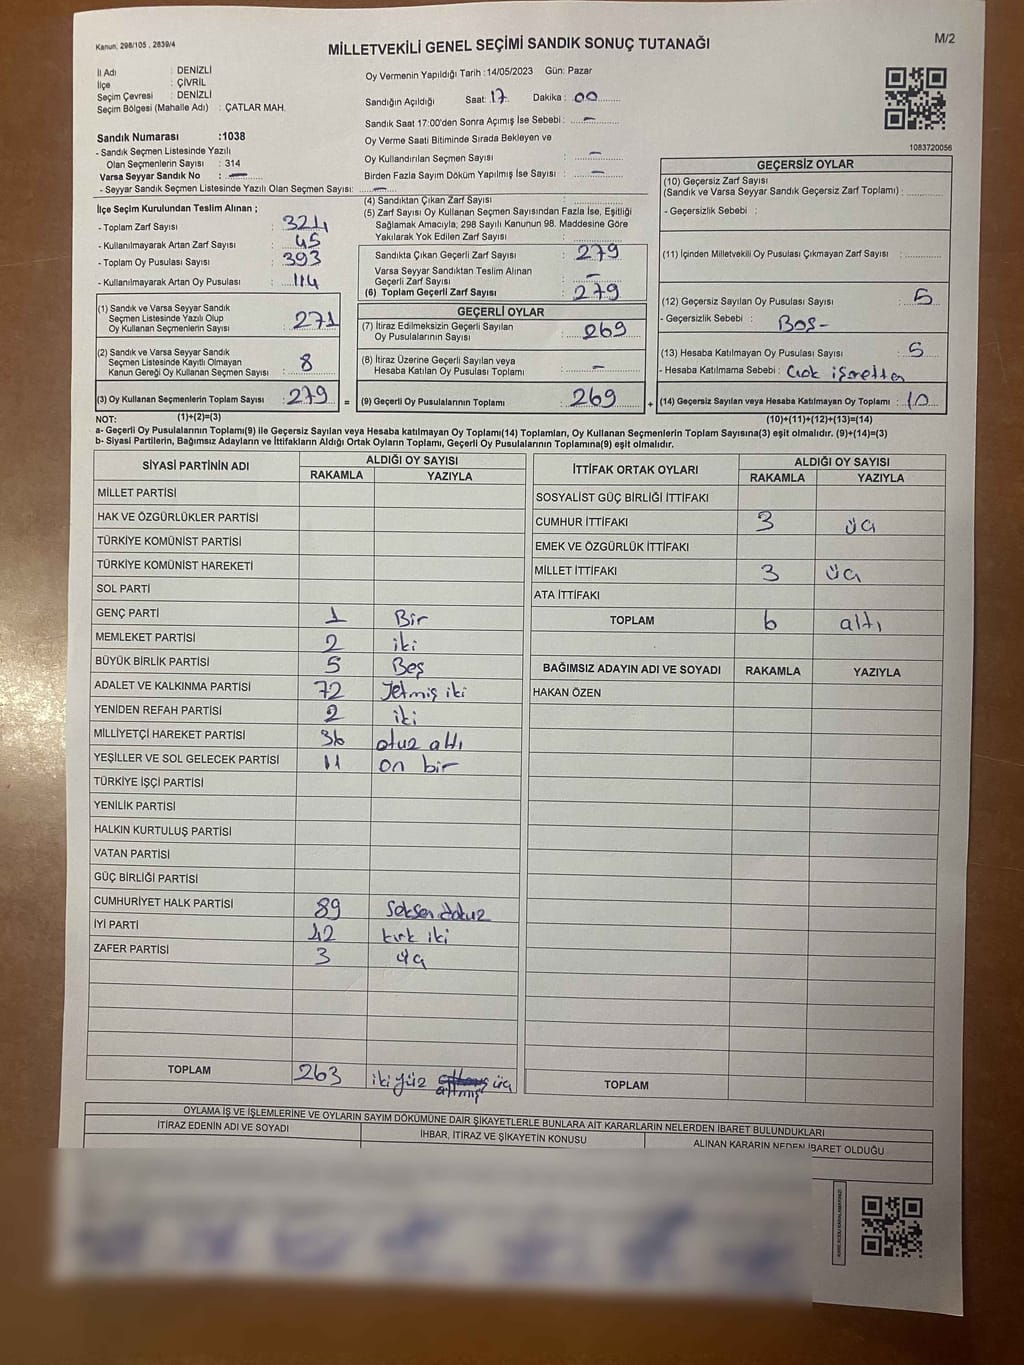 Kanun, 298/105 , 2839/4
MİLLETVEKİLİ GENEL SEÇİMİ SANDIK SONUÇ TUTANAĞI
M/2
İl Adı : DENİZLİ
İlçe : ÇİVRİL
Seçim Çevresi : DENİZLİ
Seçim Bölgesi (Mahalle Adı) : ÇATLAR MAH.
Sandık Numarası :1038
- Sandık Seçmen Listesinde Yazılı
Olan Seçmenlerin Sayısı : 314
Varsa Seyyar Sandık No : -
- Seyyar Sandık Seçmen Listesinde Yazılı Olan Seçmen Sayısı: -
Oy Vermenin Yapıldığı Tarih :14/05/2023 Gün: Pazar
Sandığın Açıldığı Saat: 17 Dakika : 00
Sandık Saat 17:00'den Sonra Açımış İse Sebebi : -
Oy Verme Saati Bitiminde Sırada Bekleyen ve
Oy Kullandırılan Seçmen Sayısı : -
Birden Fazla Sayım Döküm Yapılmış İse Sayısı : -
1083720056
İlçe Seçim Kurulundan Teslim Alınan ;
- Toplam Zarf Sayısı : 324
- Kullanılmayarak Artan Zarf Sayısı : 45
- Toplam Oy Pusulası Sayısı : 393
- Kullanılmayarak Artan Oy Pusulası : 114
(1) Sandık ve Varsa Seyyar Sandık
Seçmen Listesinde Yazılı Olup
Oy Kullanan Seçmenlerin Sayısı : 271
(2) Sandık ve Varsa Seyyar Sandık
Seçmen Listesinde Kayıtlı Olmayan
Kanun Gereği Oy Kullanan Seçmen Sayısı : 8
(3) Oy Kullanan Seçmenlerin Toplam Sayısı : 279 =
(4) Sandıktan Çıkan Zarf Sayısı :
(5) Zarf Sayısı Oy Kullanan Seçmen Sayısından Fazla İse, Eşitliği
Sağlamak Amacıyla; 298 Sayılı Kanunun 98. Maddesine Göre
Yakılarak Yok Edilen Zarf Sayısı :
Sandıkta Çıkan Geçerli Zarf Sayısı : 279
Varsa Seyyar Sandıktan Teslim Alınan
Geçerli Zarf Sayısı : -
(6) Toplam Geçerli Zarf Sayısı : 279
GEÇERLİ OYLAR
(7) İtiraz Edilmeksizin Geçerli Sayılan
Oy Pusulalarının Sayısı : 269
(8) İtiraz Üzerine Geçerli Sayılan veya
Hesaba Katılan Oy Pusulası Toplamı : -
(9) Geçerli Oy Pusulalarının Toplamı : 269 +
GEÇERSİZ OYLAR
(10) Geçersiz Zarf Sayısı
(Sandık ve Varsa Seyyar Sandık Geçersiz Zarf Toplamı) :
- Geçersizlik Sebebi :
(11) İçinden Milletvekili Oy Pusulası Çıkmayan Zarf Sayısı :
(12) Geçersiz Sayılan Oy Pusulası Sayısı : 5
- Geçersizlik Sebebi : Boş-
(13) Hesaba Katılmayan Oy Pusulası Sayısı : 5
- Hesaba Katılmama Sebebi : Çok
(14) Geçersiz Sayılan veya Hesaba Katılmayan Oy Toplamı : 10
NOT: (1)+(2)=(3)
(10)+(11)+(12)+(13)=(14)
a- Geçerli Oy Pusulaları Toplamı(9) ile Geçersiz Sayılan veya Hesaba katılmayan Oy Toplamı(14) Toplamları, Oy Kullanan Seçmenlerin Toplam Sayısına(3) eşit olmalıdır. (9)+(14)=(3)
b- Siyasi Partilerin, Bağımsız Adayların ve İttifakların Aldığı Ortak Oyların Toplamı, Geçerli Oy Pusulalarının Toplamına(9) eşit olmalıdır.
SİYASİ PARTİNİN ADI ALDIĞI OY SAYISI
RAKAMLA YAZIYLA
MİLLET PARTİSİ
HAK VE ÖZGÜRLÜKLER PARTİSİ
TÜRKİYE KOMÜNİST PARTİSİ
TÜRKİYE KOMÜNİST HAREKETİ
SOL PARTİ
GENÇ PARTİ 1 Bir
MEMLEKET PARTİSİ 2 iki
BÜYÜK BİRLİK PARTİSİ 5 Beş
ADALET VE KALKINMA PARTİSİ 72 Yetmiş iki
YENİDEN REFAH PARTİSİ 2 iki
MİLLİYETÇİ HAREKET PARTİSİ 36 otuz altı
YEŞİLLER VE SOL GELECEK PARTİSİ 11 on bir
TÜRKİYE İŞÇİ PARTİSİ
YENİLİK PARTİSİ
HALKIN KURTULUŞ PARTİSİ
VATAN PARTİSİ
GÜÇ BİRLİĞİ PARTİSİ
CUMHURİYET HALK PARTİSİ 89 Seksen dokuz
İYİ PARTİ 42 kırk iki
ZAFER PARTİSİ 3 üç
TOPLAM 263 iki yüz altmış üç
İTTİFAK ORTAK OYLARI ALDIĞI OY SAYISI
RAKAMLA YAZIYLA
SOSYALİST GÜÇ BİRLİĞİ İTTİFAKI
CUMHUR İTTİFAKI 3 üç
EMEK VE ÖZGÜRLÜK İTTİFAKI
MİLLET İTTİFAKI 3 üç
ATA İTTİFAKI
TOPLAM 6 altı
BAĞIMSIZ ADAYIN ADI VE SOYADI RAKAMLA YAZIYLA
HAKAN ÖZEN
TOPLAM
OYLAMA İŞ VE İŞLEMLERİNE VE OYLARIN SAYIM DÖKÜMÜNE DAİR ŞİKAYETLERLE BUNLARA AİT KARARLARIN NELERDEN İBARET BULUNDUKLARI
İTİRAZ EDENİN ADI VE SOYADI
İHBAR, İTİRAZ VE ŞİKAYETİN KONUSU
ALINAN KARARIN NEDEN İBARET OLDUĞU